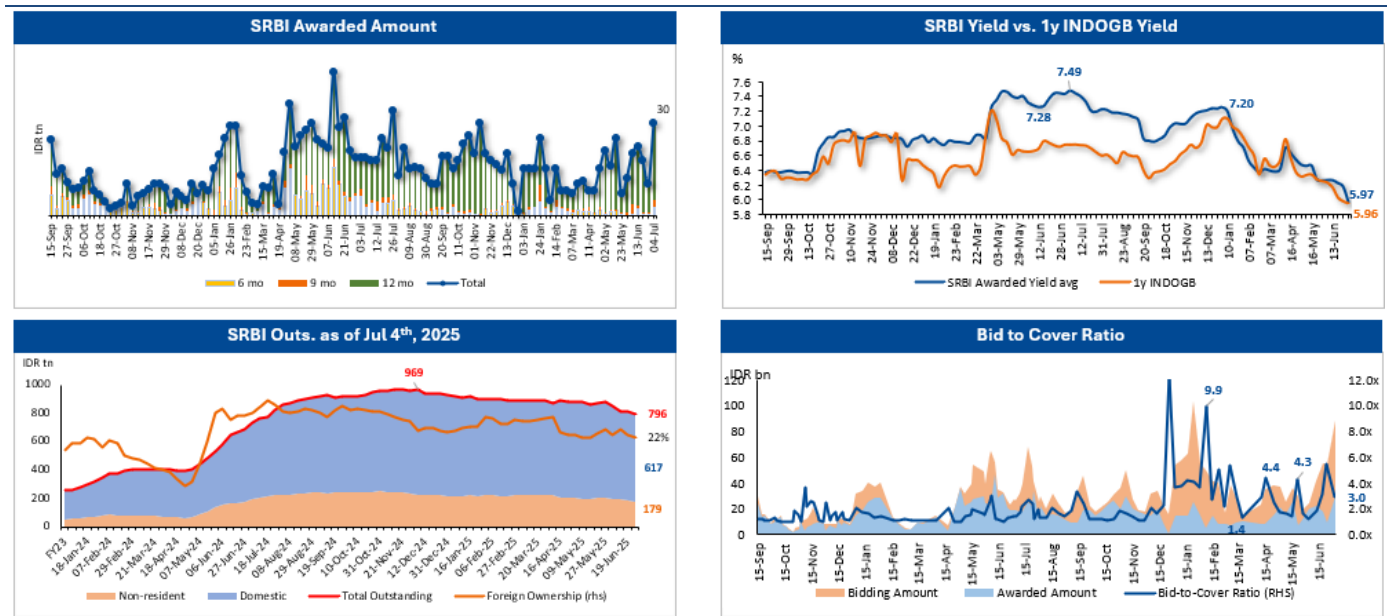 SRBI Awarded Amount
IDR tn
30
15-Sep
27-Sep
06-Oct
18-Oct
27-Oct
08-Nov
17-Nov
29-Nov
08-Dec
20-Dec
05-Jan
26-Jan
23-Feb
15-Mar
19-Apr
08-May
29-May
07-Jun
21-Jun
03-Jul
12-Jul
26-Jul
09-Aug
30-Aug
20-Sep
11-Oct
01-Nov
22-Nov
13-Dec
03-Jan
24-Jan
14-Feb
07-Mar
11-Apr
02-May
23-May
13-Jun
04-Jul
6 mo 9 mo 12 mo Total
SRBI Yield vs. 1y INDOGB Yield
%
7.6
7.4
7.2
7.0
6.8
6.6
6.4
6.2
6.0
5.8
7.49
7.28
7.20
5.97
5.96
15-Sep
29-Sep
13-Oct
27-Oct
10-Nov
24-Nov
08-Dec
22-Dec
19-Jan
23-Feb
22-Mar
03-May
29-May
12-Jun
28-Jun
12-Jul
31-Jul
23-Aug
20-Sep
18-Oct
15-Nov
13-Dec
10-Jan
07-Feb
07-Mar
16-Apr
16-May
13-Jun
SRBI Awarded Yield avg 1y INDOGB
SRBI Outs. as of Jul 4th, 2025
IDR tn
1000
800
600
400
200
0
969
796
22%
617
179
FY23
18-Jan-24
07-Feb-24
29-Feb-24
21-Mar-24
18-Apr-24
07-May-24
06-Jun-24
27-Jun-24
18-Jul-24
08-Aug-24
29-Aug-24
19-Sep-24
10-Oct-24
31-Oct-24
21-Nov-24
12-Dec-24
31-Dec-24
16-Jan-25
06-Feb-25
27-Feb-25
20-Mar-25
16-Apr-25
09-May-25
27-May-25
19-Jun-25
Non-resident Domestic Total Outstanding Foreign Ownership (rhs)
Bid to Cover Ratio
IDR bn
120
100
80
60
40
20
0
12.0x
10.0x
8.0x
6.0x
4.0x
2.0x
0.0x
9.9
4.4
4.3
3.0
1.4
15-Sep
15-Oct
15-Nov
15-Dec
15-Jan
15-Feb
15-Mar
15-Apr
15-May
15-Jun
15-Jul
15-Aug
15-Sep
15-Oct
15-Nov
15-Dec
15-Jan
15-Feb
15-Mar
15-Apr
15-May
15-Jun
Bidding Amount Awarded Amount Bid-to-Cover Ratio (RHS)